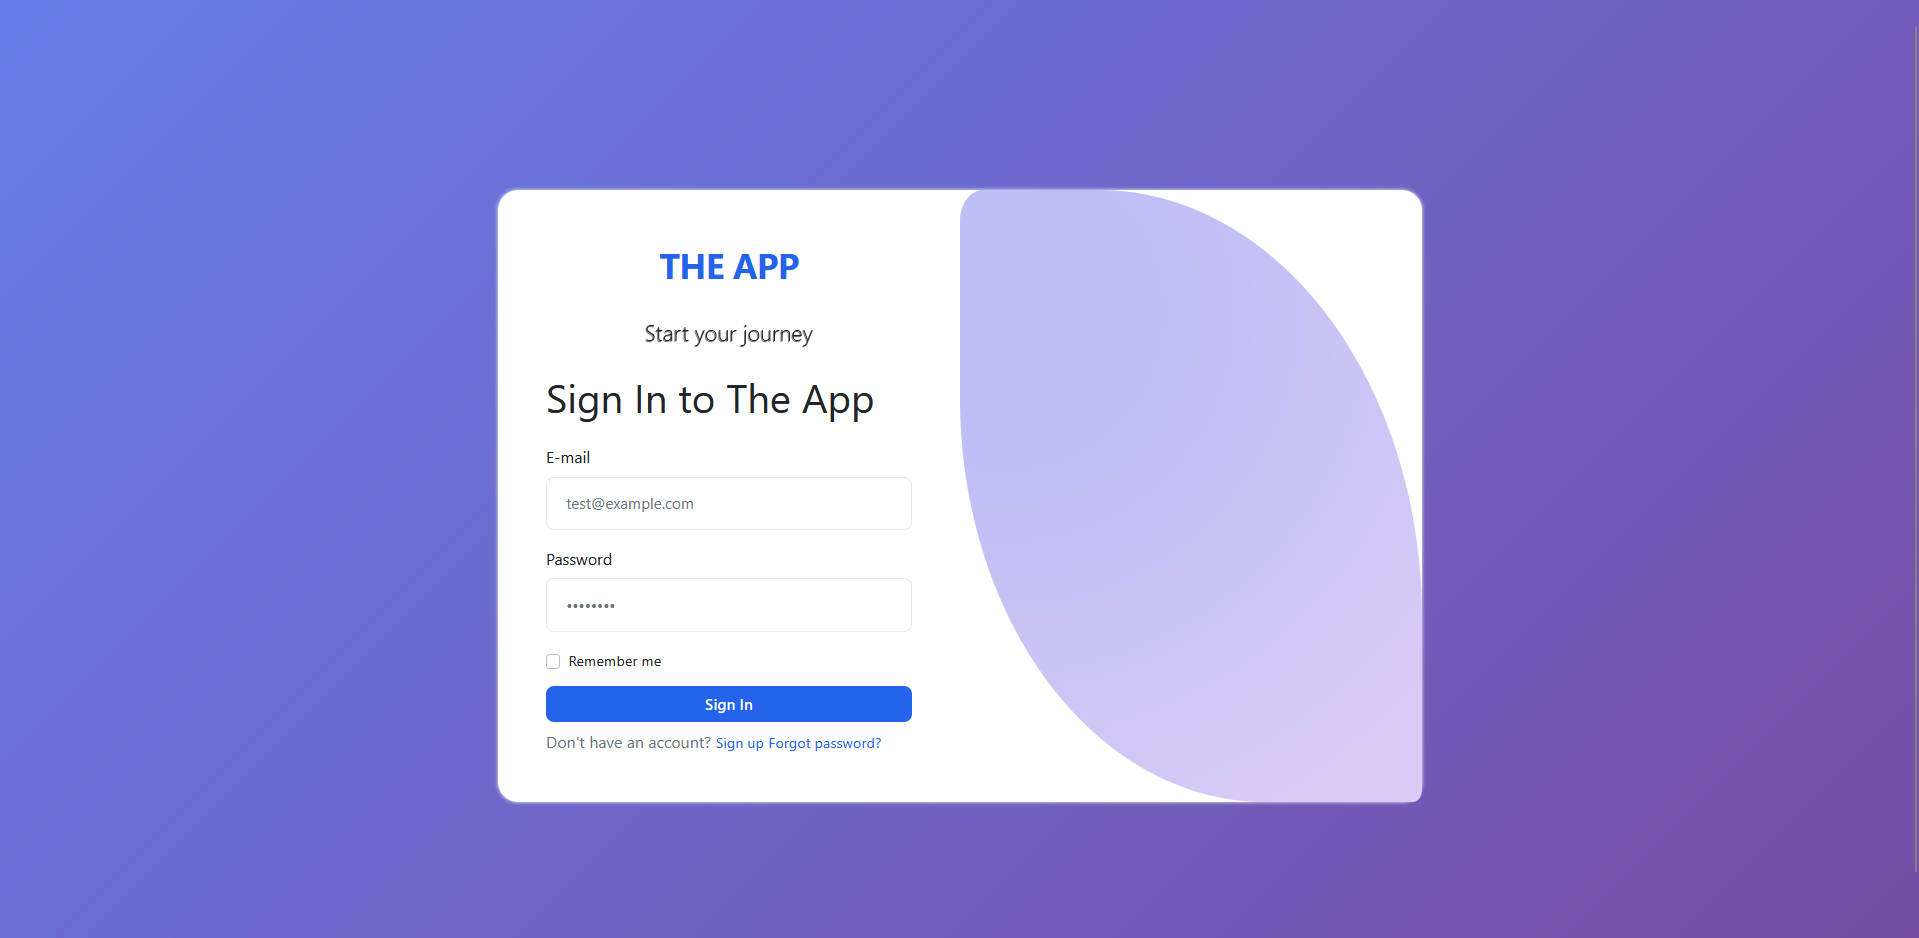 THE APP
Start your journey
Sign In to The App
E-mail
test@example.com
Password
••••••••
Remember me
Sign In
Don't have an account? Sign up Forgot password?